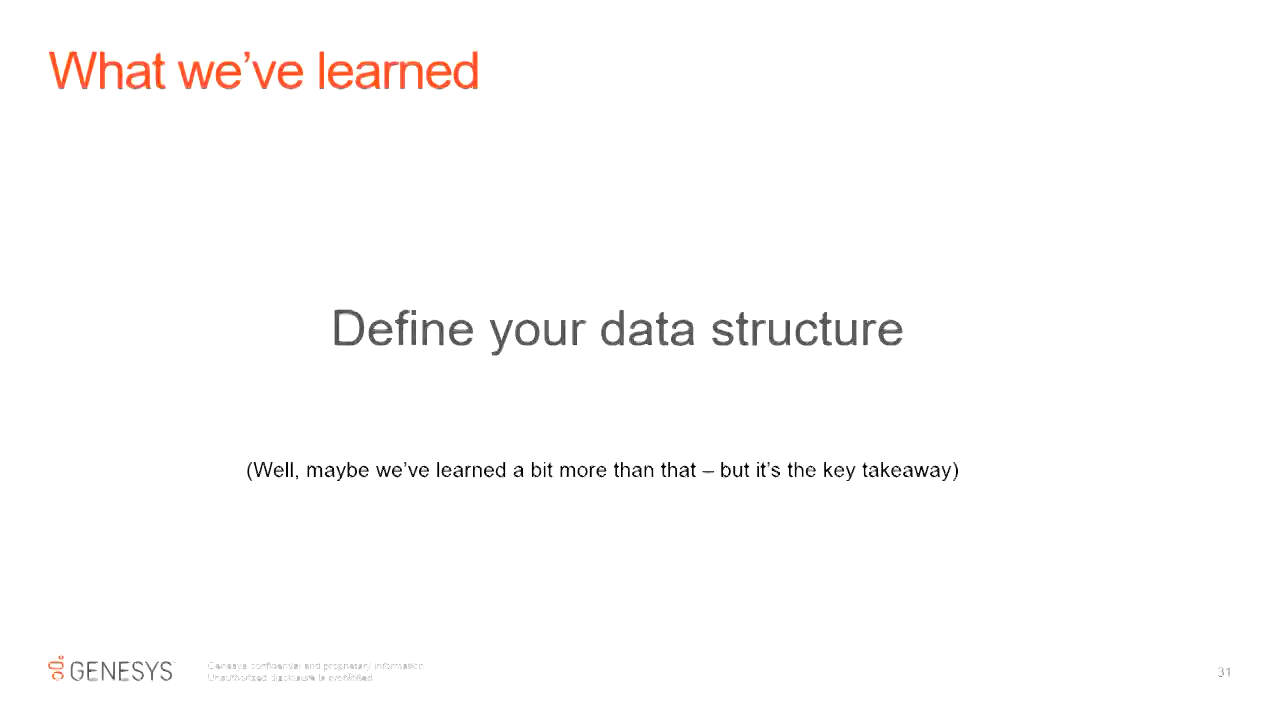 What we’ve learned
Define your data structure
(Well, maybe we’ve learned a bit more than that – but it’s the key takeaway)
GENESYS
Genesys confidential and proprietary information
Unauthorized disclosure is prohibited
31